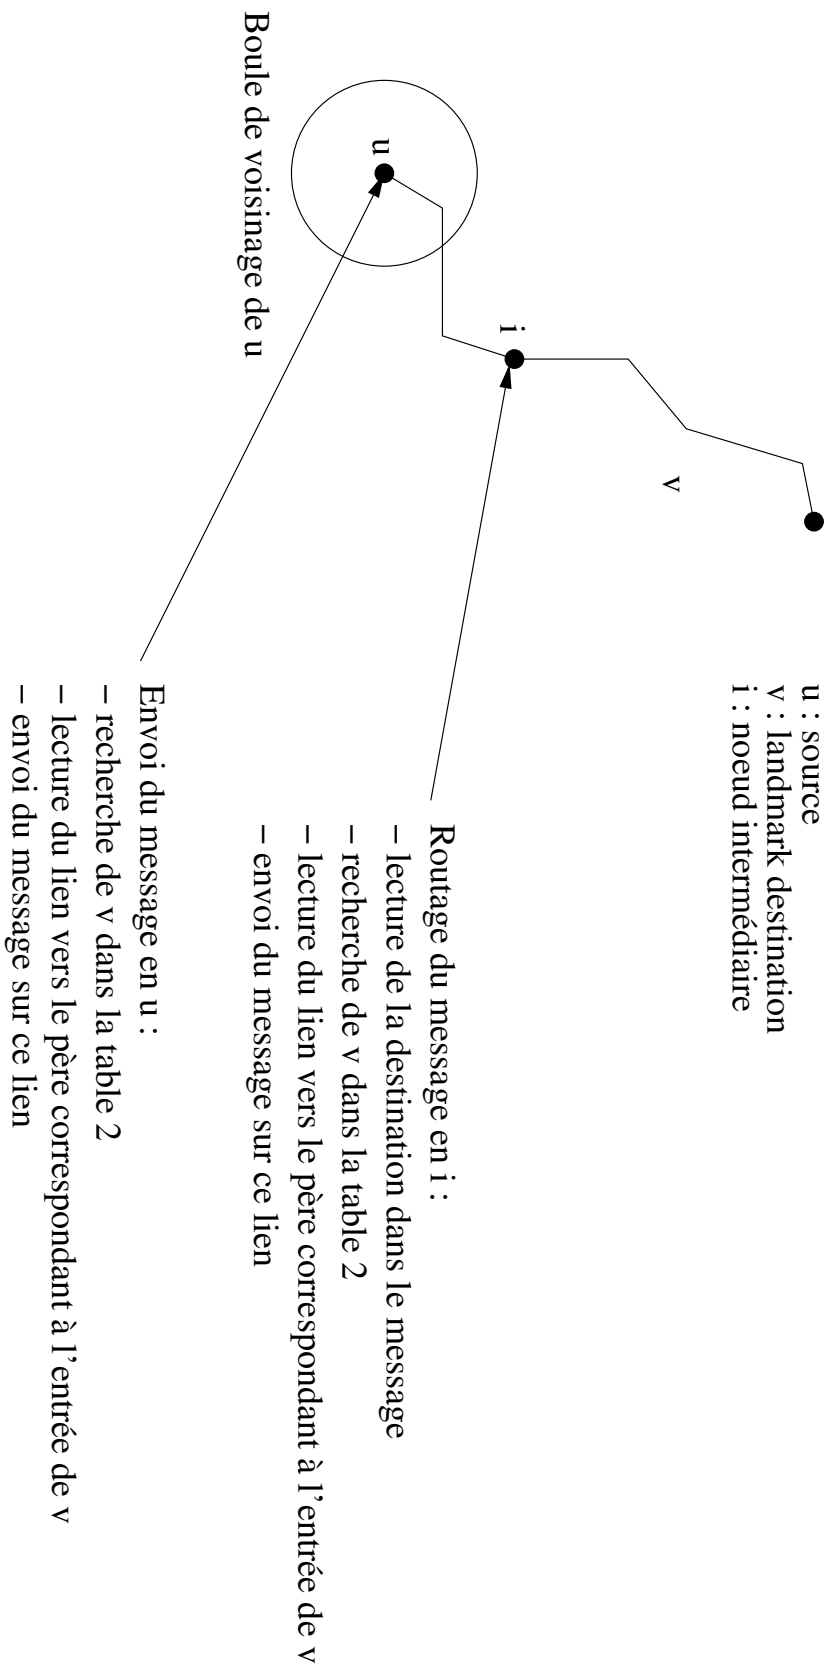 u : source
v : landmark destination
i : noeud intermédiaire
v
i
u
Boule de voisinage de u
Routage du message en i :
– lecture de la destination dans le message
– recherche de v dans la table 2
– lecture du lien vers le père correspondant à l'entrée de v
– envoi du message sur ce lien
Envoi du message en u :
– recherche de v dans la table 2
– lecture du lien vers le père correspondant à l'entrée de v
– envoi du message sur ce lien